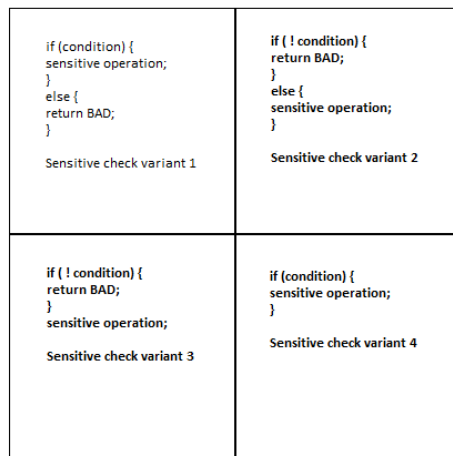 if (condition) {
sensitive operation;
}
else {
return BAD;
}
Sensitive check variant 1
if ( ! condition) {
return BAD;
}
else {
sensitive operation;
}
Sensitive check variant 2
if ( ! condition) {
return BAD;
}
sensitive operation;
Sensitive check variant 3
if (condition) {
sensitive operation;
}
Sensitive check variant 4